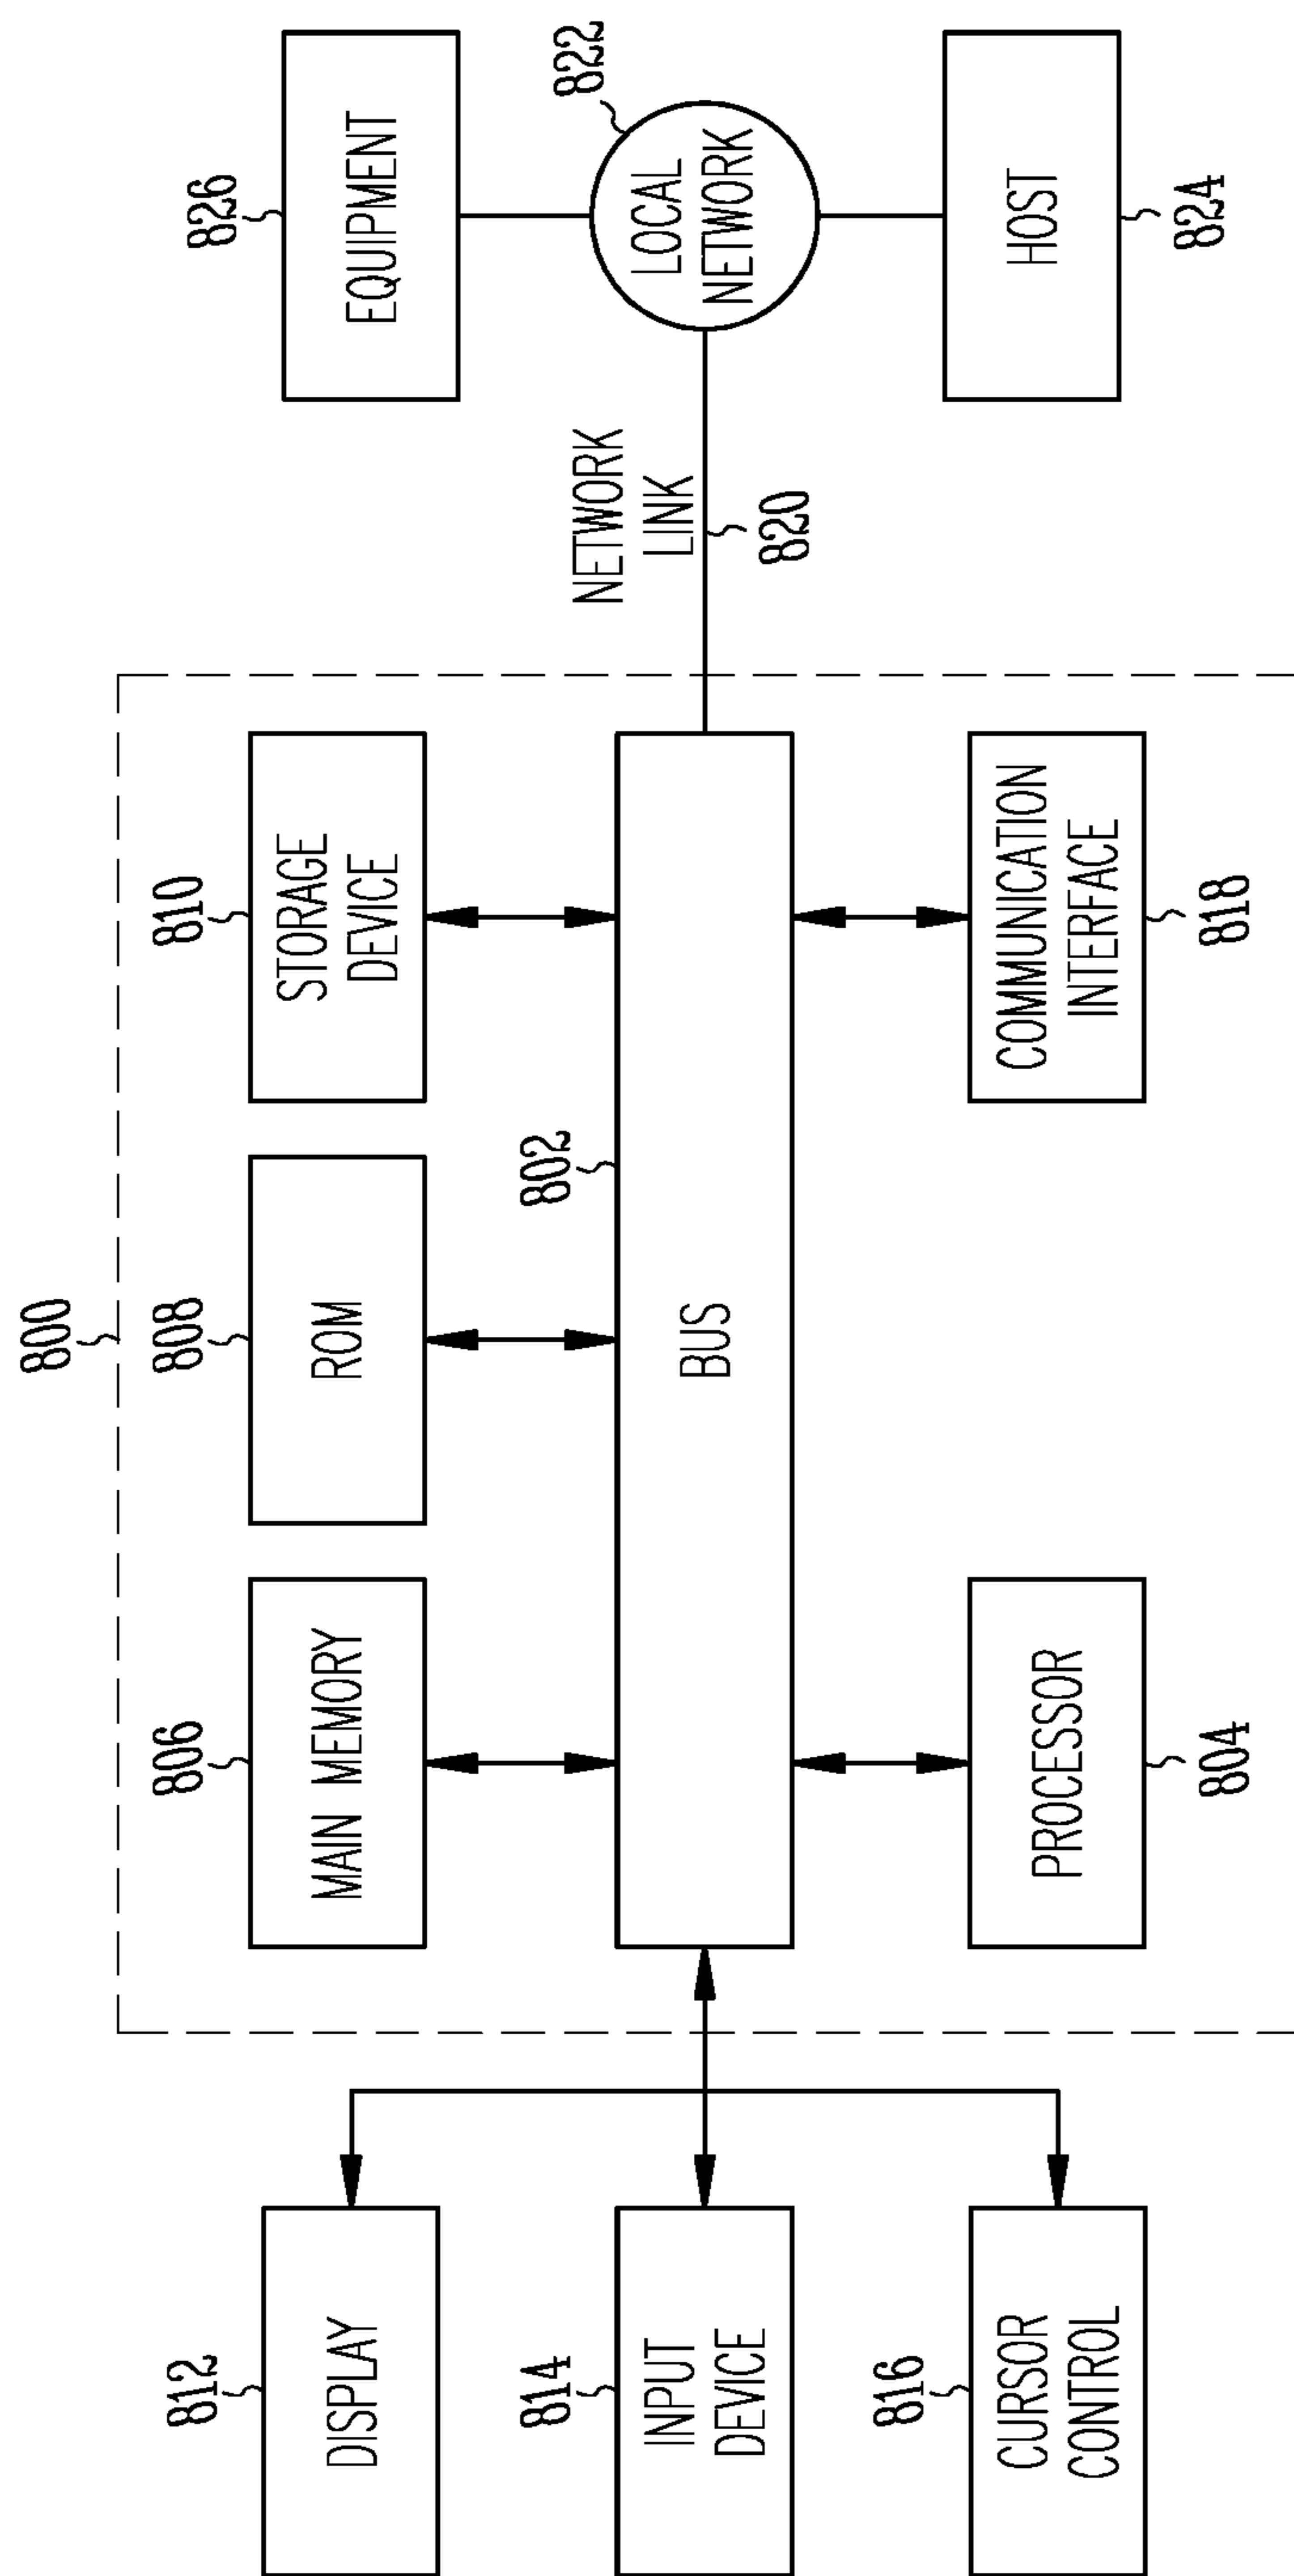 800
806
808
810
826
812
MAIN MEMORY
ROM
STORAGE
DEVICE
EQUIPMENT
DISPLAY
802
822
814
NETWORK
LINK
INPUT
DEVICE
BUS
LOCAL
NETWORK
820
816
CURSOR
CONTROL
PROCESSOR
COMMUNICATION
INTERFACE
HOST
804
818
824